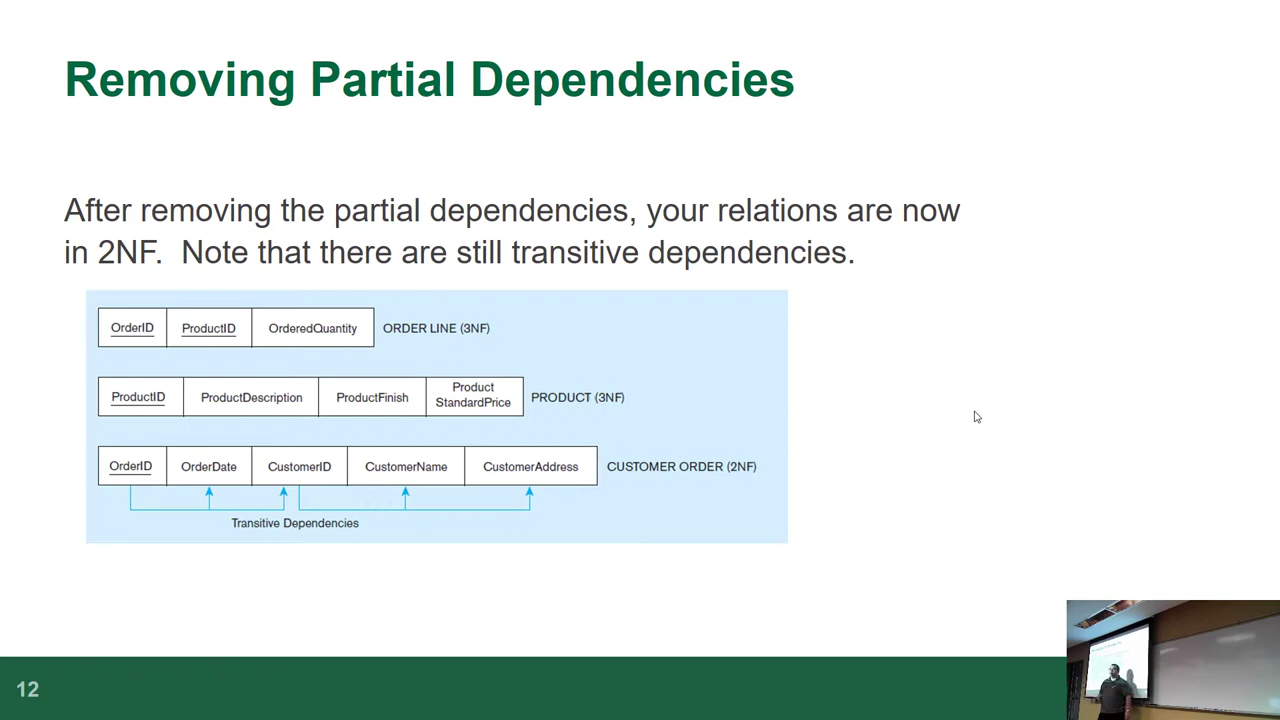 Removing Partial Dependencies
After removing the partial dependencies, your relations are now
in 2NF.  Note that there are still transitive dependencies.
OrderID ProductID OrderedQuantity ORDER LINE (3NF)
ProductID ProductDescription ProductFinish Product StandardPrice PRODUCT (3NF)
OrderID OrderDate CustomerID CustomerName CustomerAddress CUSTOMER ORDER (2NF)
Transitive Dependencies
12